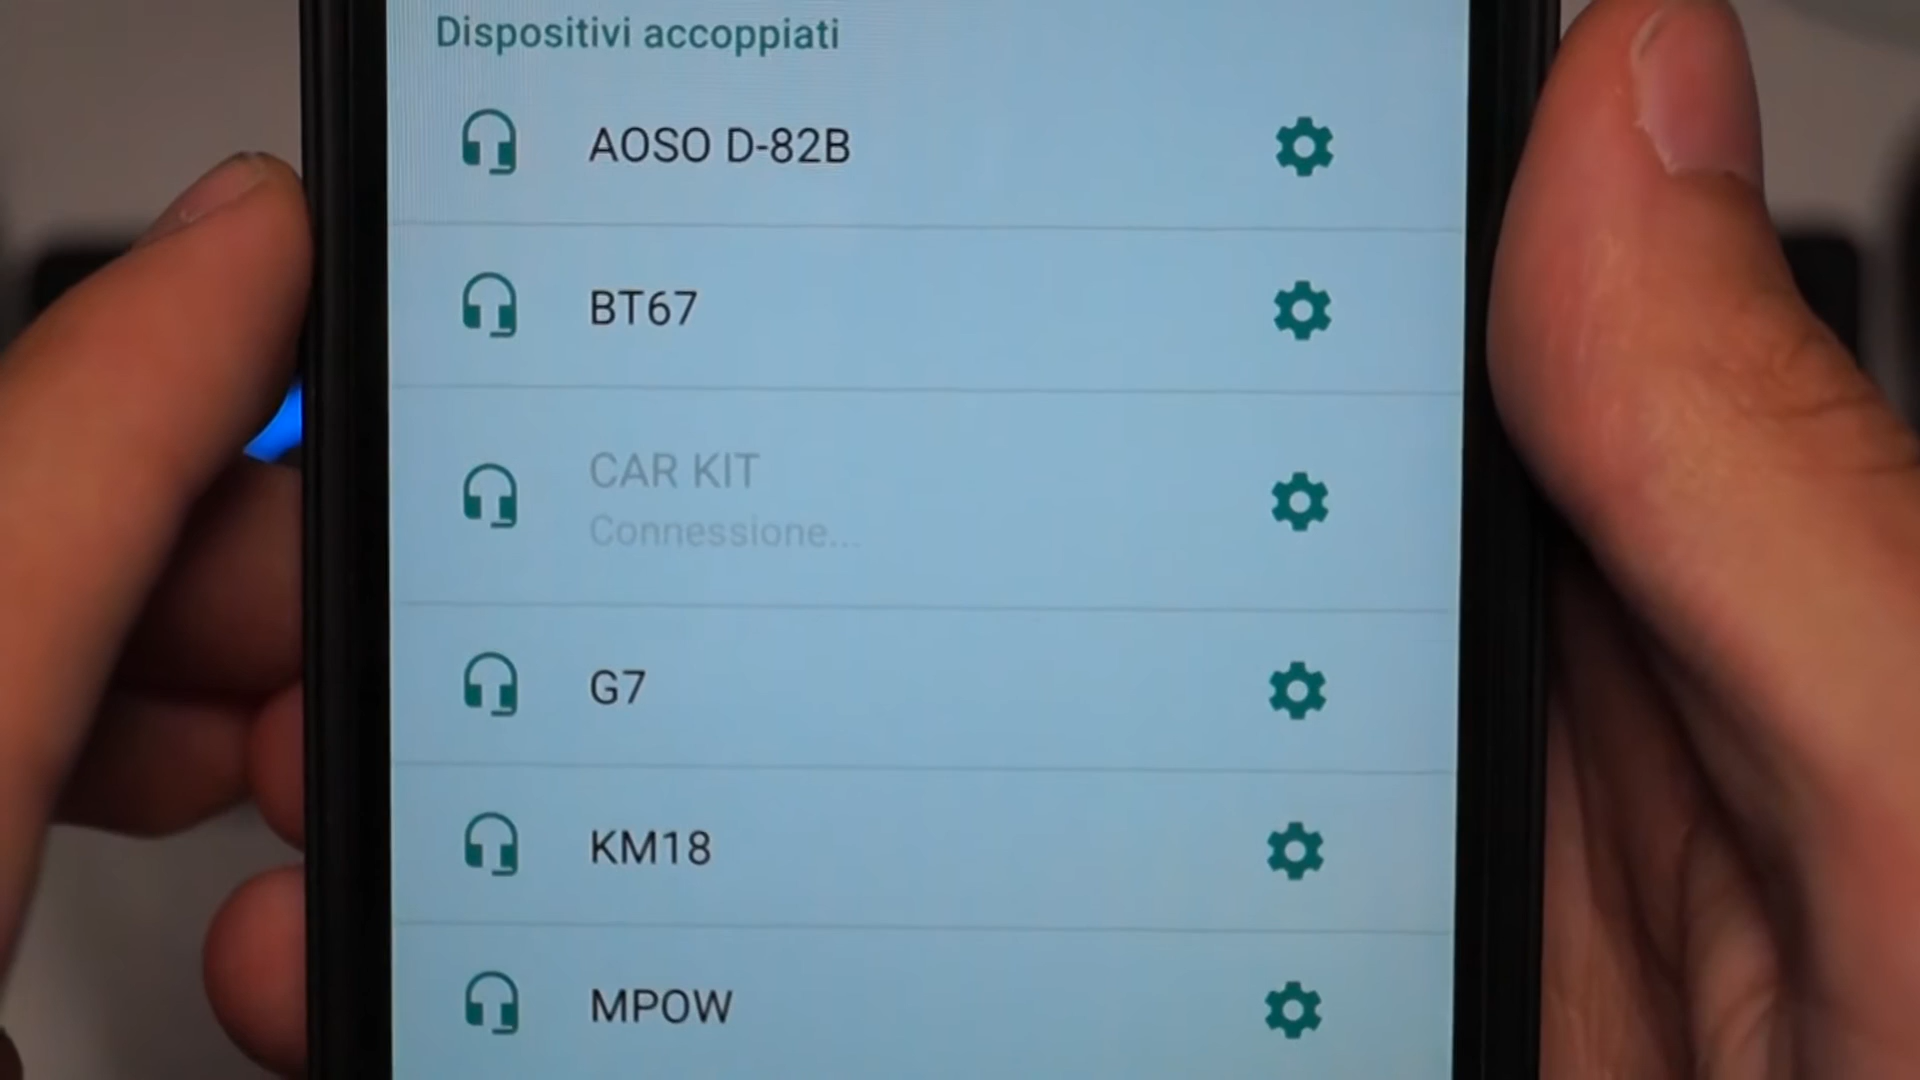 Dispositivi accoppiati
AOSO D-82B
BT67
CAR KIT
Connessione...
G7
KM18
MPOW